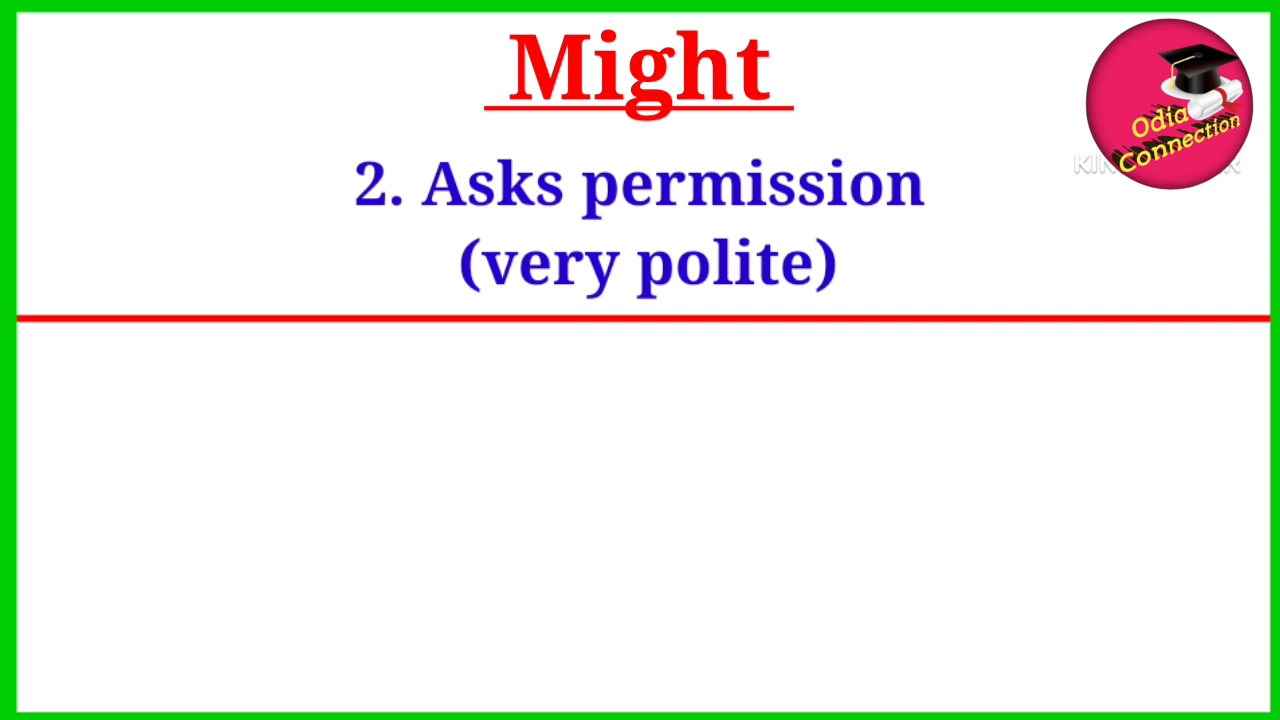 Might
2. Asks permission
(very polite)
Odia
Connection